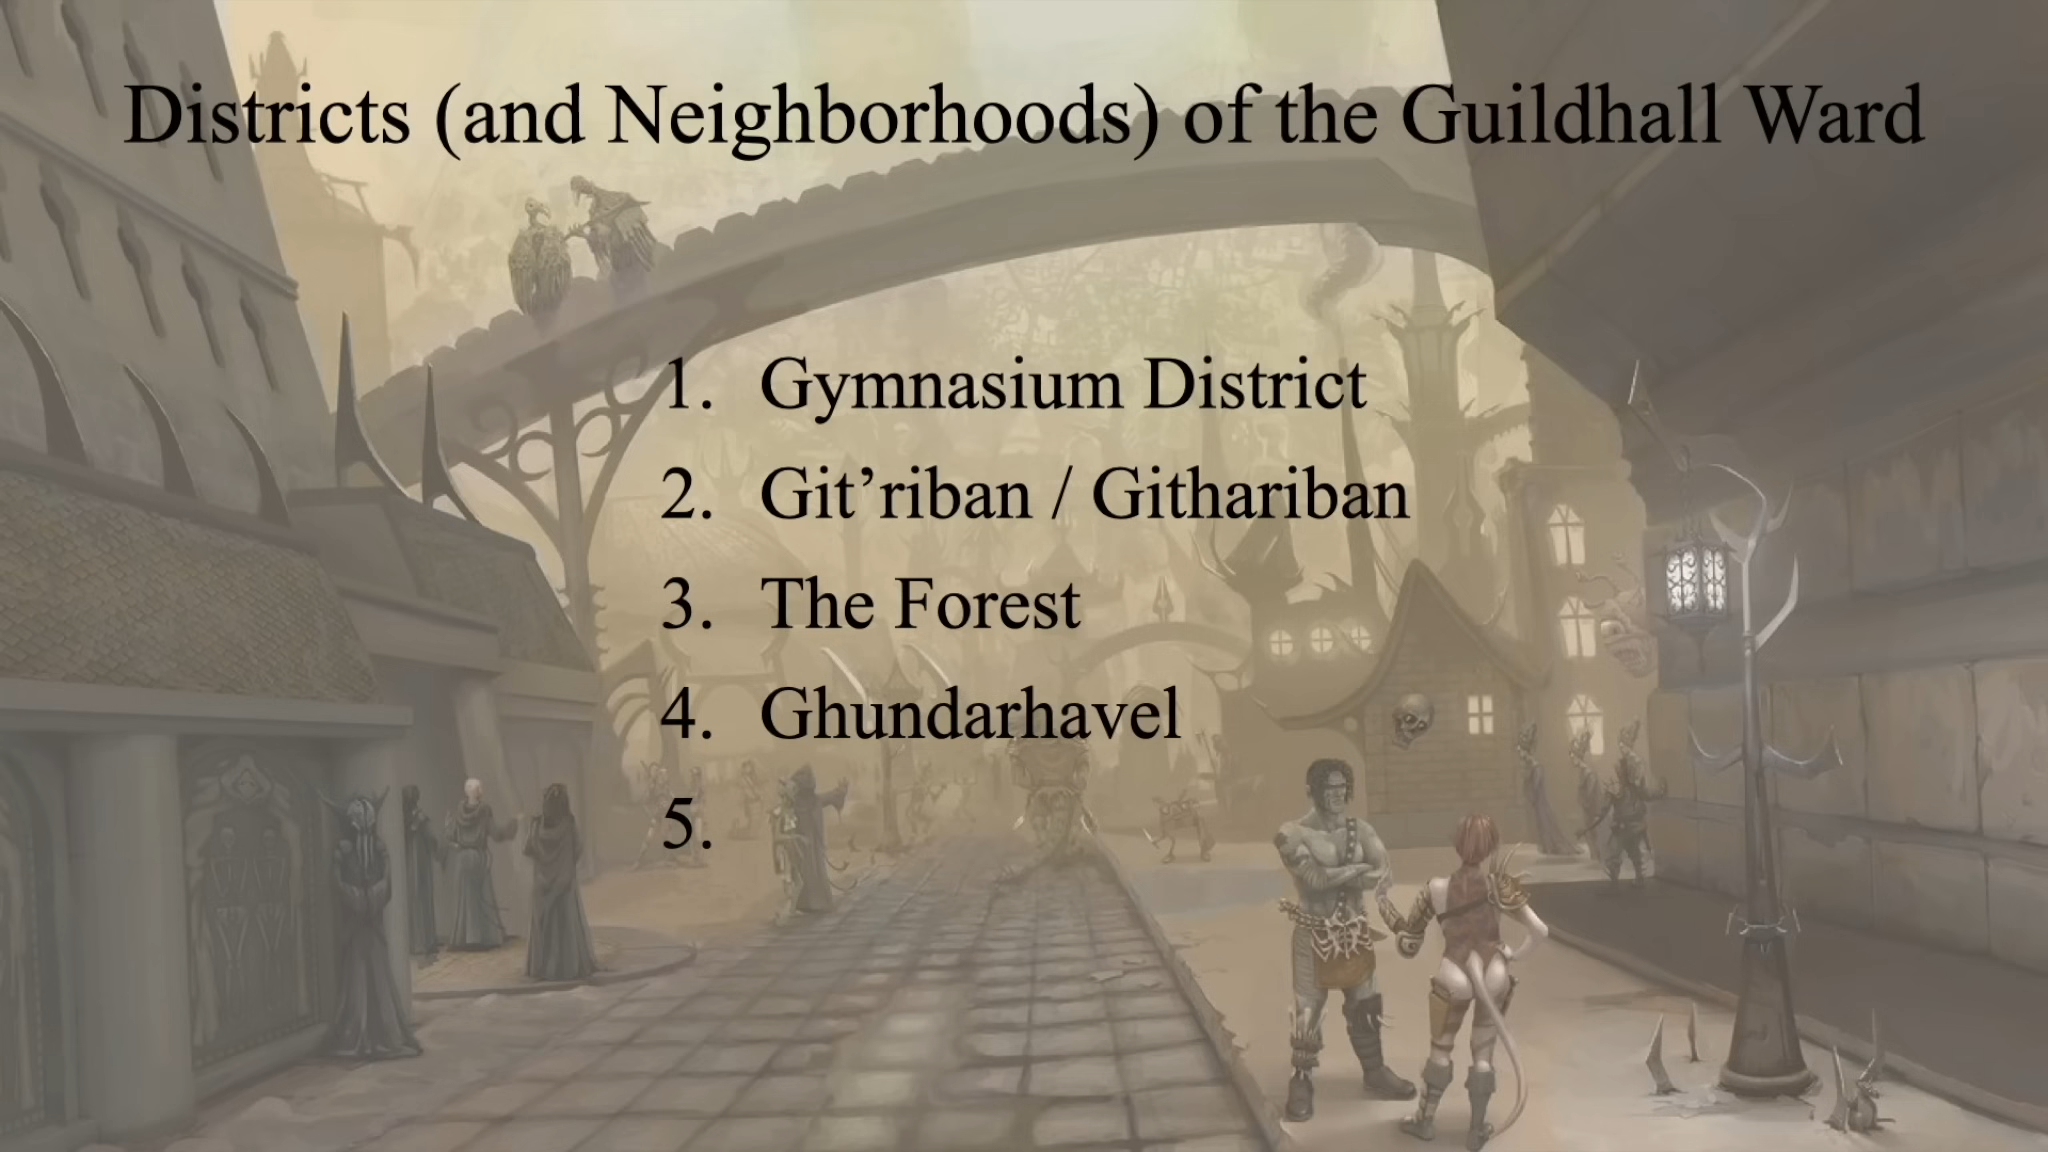 Districts (and Neighborhoods) of the Guildhall Ward
1. Gymnasium District
2. Git’riban / Githariban
3. The Forest
4. Ghundarhavel
5.